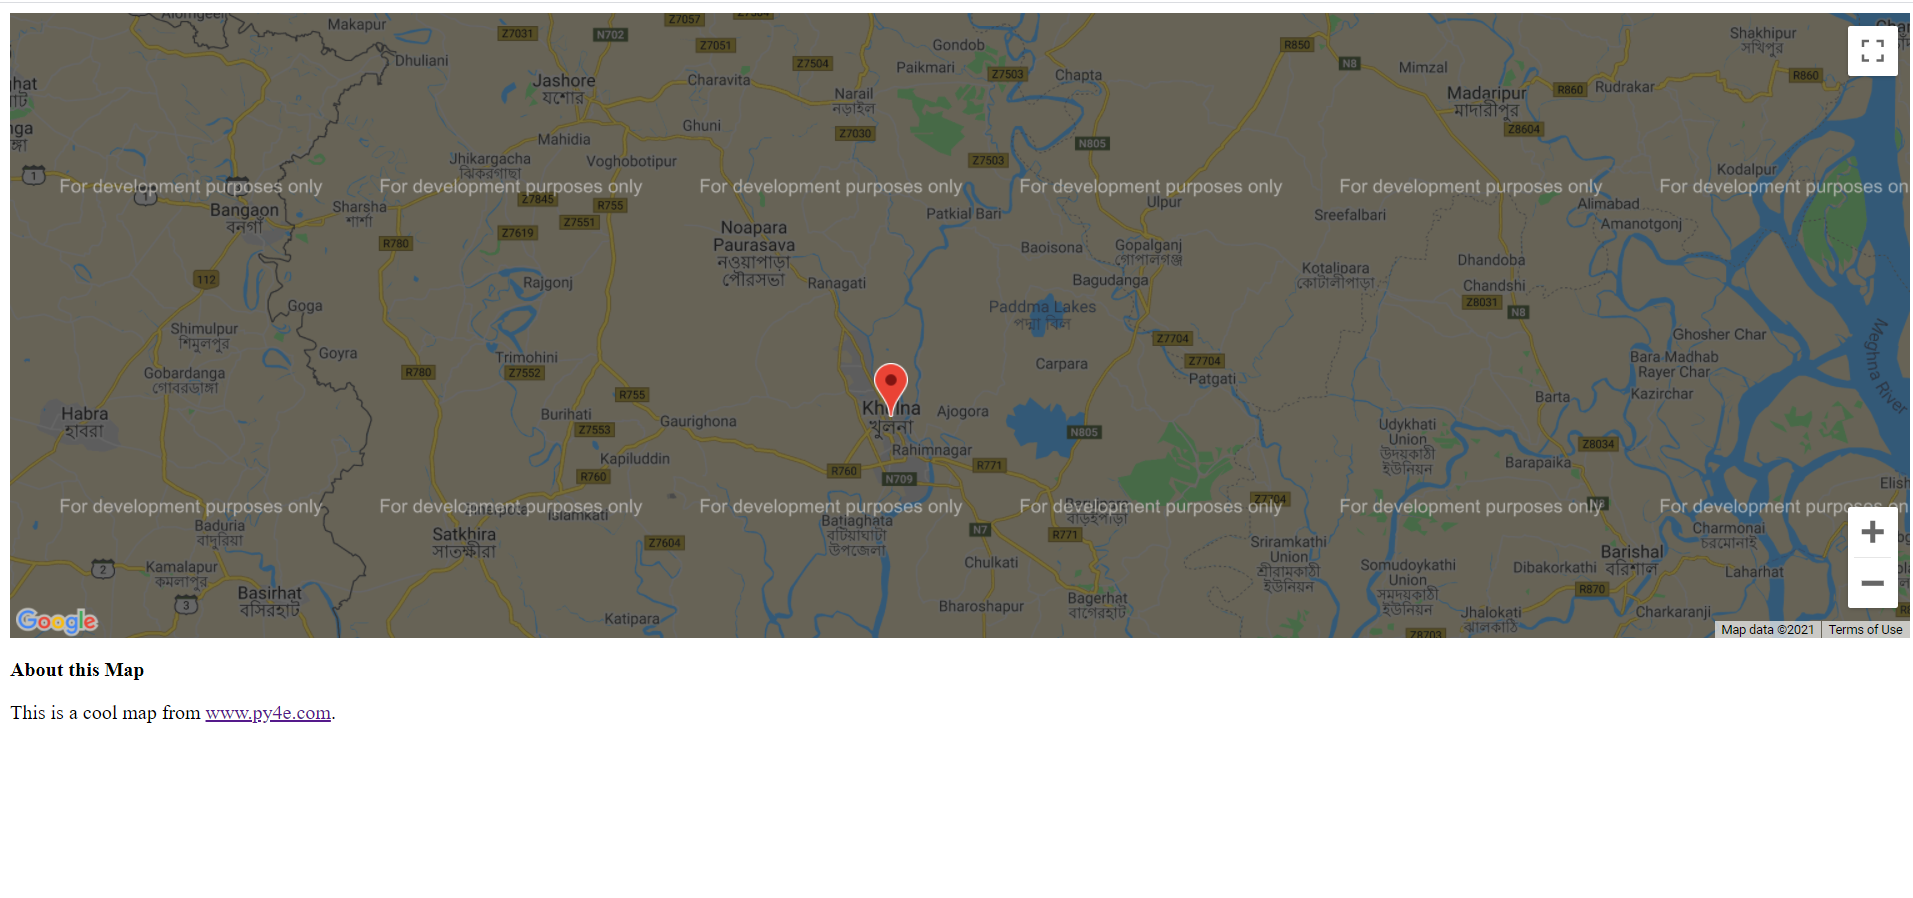 Makapur
Z7057
Z7031
N702
Z7051
Gondob
R850
Shakhipur
সখিপুর
Dhuliani
Z7504
Paikmari
Z7503
Chapta
N8
Mimzal
R860
Jashore
যশোর
Charavita
Narail
নড়াইল
Madaripur
মাদারীপুর
R860
Rudrakar
Ghuni
Z7030
Z8604
Mahidia
N805
Jhikargacha
ঝিকরগাছা
Voghobotipur
Z7503
Kodalpur
1
For development purposes only
For development purposes only
For development purposes only
For development purposes only
For development purposes only
For development purposes on
1
Bangaon
বনগাঁ
Sharsha
শার্শা
Z7845
R755
Z7551
Patkial Bari
Ulpur
Sreefalbari
Alimabad
Amanotgonj
R780
Z7619
Noapara
Paurasava
নওয়াপাড়া
পৌরসভা
Baoisona
Gopalganj
গোপালগঞ্জ
Dhandoba
112
Rajgonj
Ranagati
Bagudanga
Kotalipara
কোটালীপাড়া
Chandshi
Z8031
N8
Goga
Paddma Lakes
পদ্মা বিল
Shimulpur
শিমুলপুর
Goyra
Trimohini
Z7552
Z7704
Z7704
Ghosher Char
Bara Madhab
Rayer Char
Meghna River
Gobardanga
গোবরডাঙ্গা
R780
Carpara
Patgati
Kazirchar
R755
Barta
Habra
হাবরা
Burihati
Z7553
Gaurighona
Khulna
খুলনা
Ajogora
N805
Udykhati
Union
উদয়কাঠী
ইউনিয়ন
Z8034
Kapiluddin
R760
Rahimnagar
R760
R771
N709
Barapaika
Elish
For development purposes only
For development purposes only
For development purposes only
For development purposes only
For development purposes only
For development purposes on
Z7704
N8
Baduria
বাদুরিয়া
Islamkati
Satkhira
সাতক্ষীরা
Batiaghata
বটিয়াঘাটা
উপজেলা
বাড়ইপাড়া
N7
R771
Charmonai
চরমোনাই
Z7604
Sriramkathi
Union
শ্রীরামকাঠী
ইউনিয়ন
Barishal
বরিশাল
2
Kamalapur
কমলাপুর
Chulkati
Somudoykathi
Union
সমুদয়কাঠী
ইউনিয়ন
Dibakorkathi
Laharhat
R870
3
Basirhat
বসিরহাট
Katipara
Bharoshapur
Bagerhat
বাগেরহাট
Jhalokati
ঝালকাঠি
Charkaranji
Z8703
Google
Map data ©2021
Terms of Use
About this Map
This is a cool map from www.py4e.com.